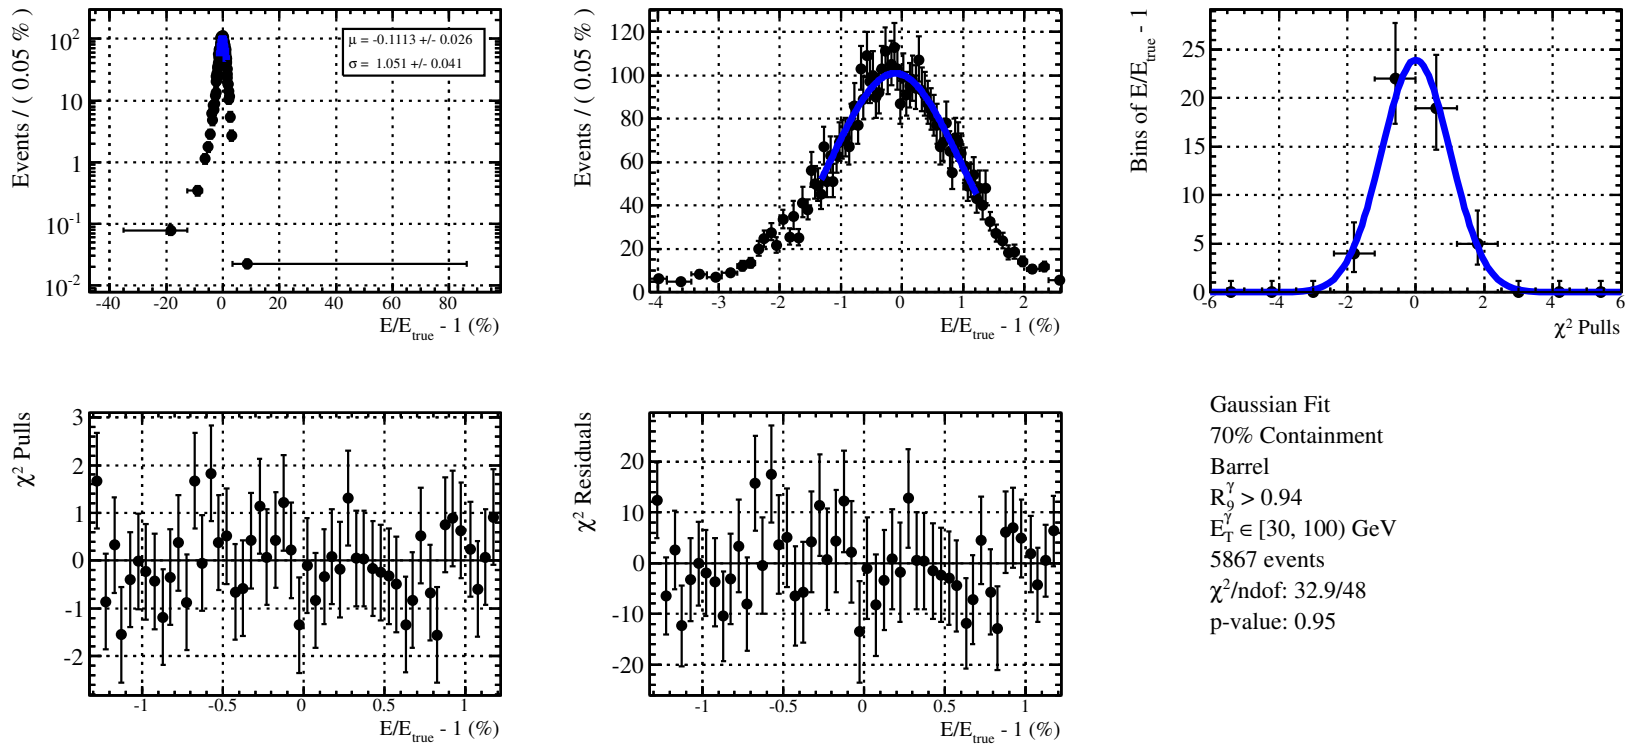 Events / ( 0.05 % )
10²
10
1
10⁻¹
10⁻²
μ = -0.1113 +/- 0.026
σ = 1.051 +/- 0.041
-40 -20 0 20 40 60 80
E/E_true - 1 (%)
Events / ( 0.05 % )
120
100
80
60
40
20
0
-4 -3 -2 -1 0 1 2
E/E_true - 1 (%)
Bins of E/E_true - 1
25
20
15
10
5
0
-6 -4 -2 0 2 4 6
χ² Pulls
χ² Pulls
3
2
1
0
-1
-2
-1 -0.5 0 0.5 1
E/E_true - 1 (%)
χ² Residuals
20
10
0
-10
-20
-1 -0.5 0 0.5 1
E/E_true - 1 (%)
Gaussian Fit
70% Containment
Barrel
R₉^γ > 0.94
E_T^γ ∈ [30, 100) GeV
5867 events
χ²/ndof: 32.9/48
p-value: 0.95